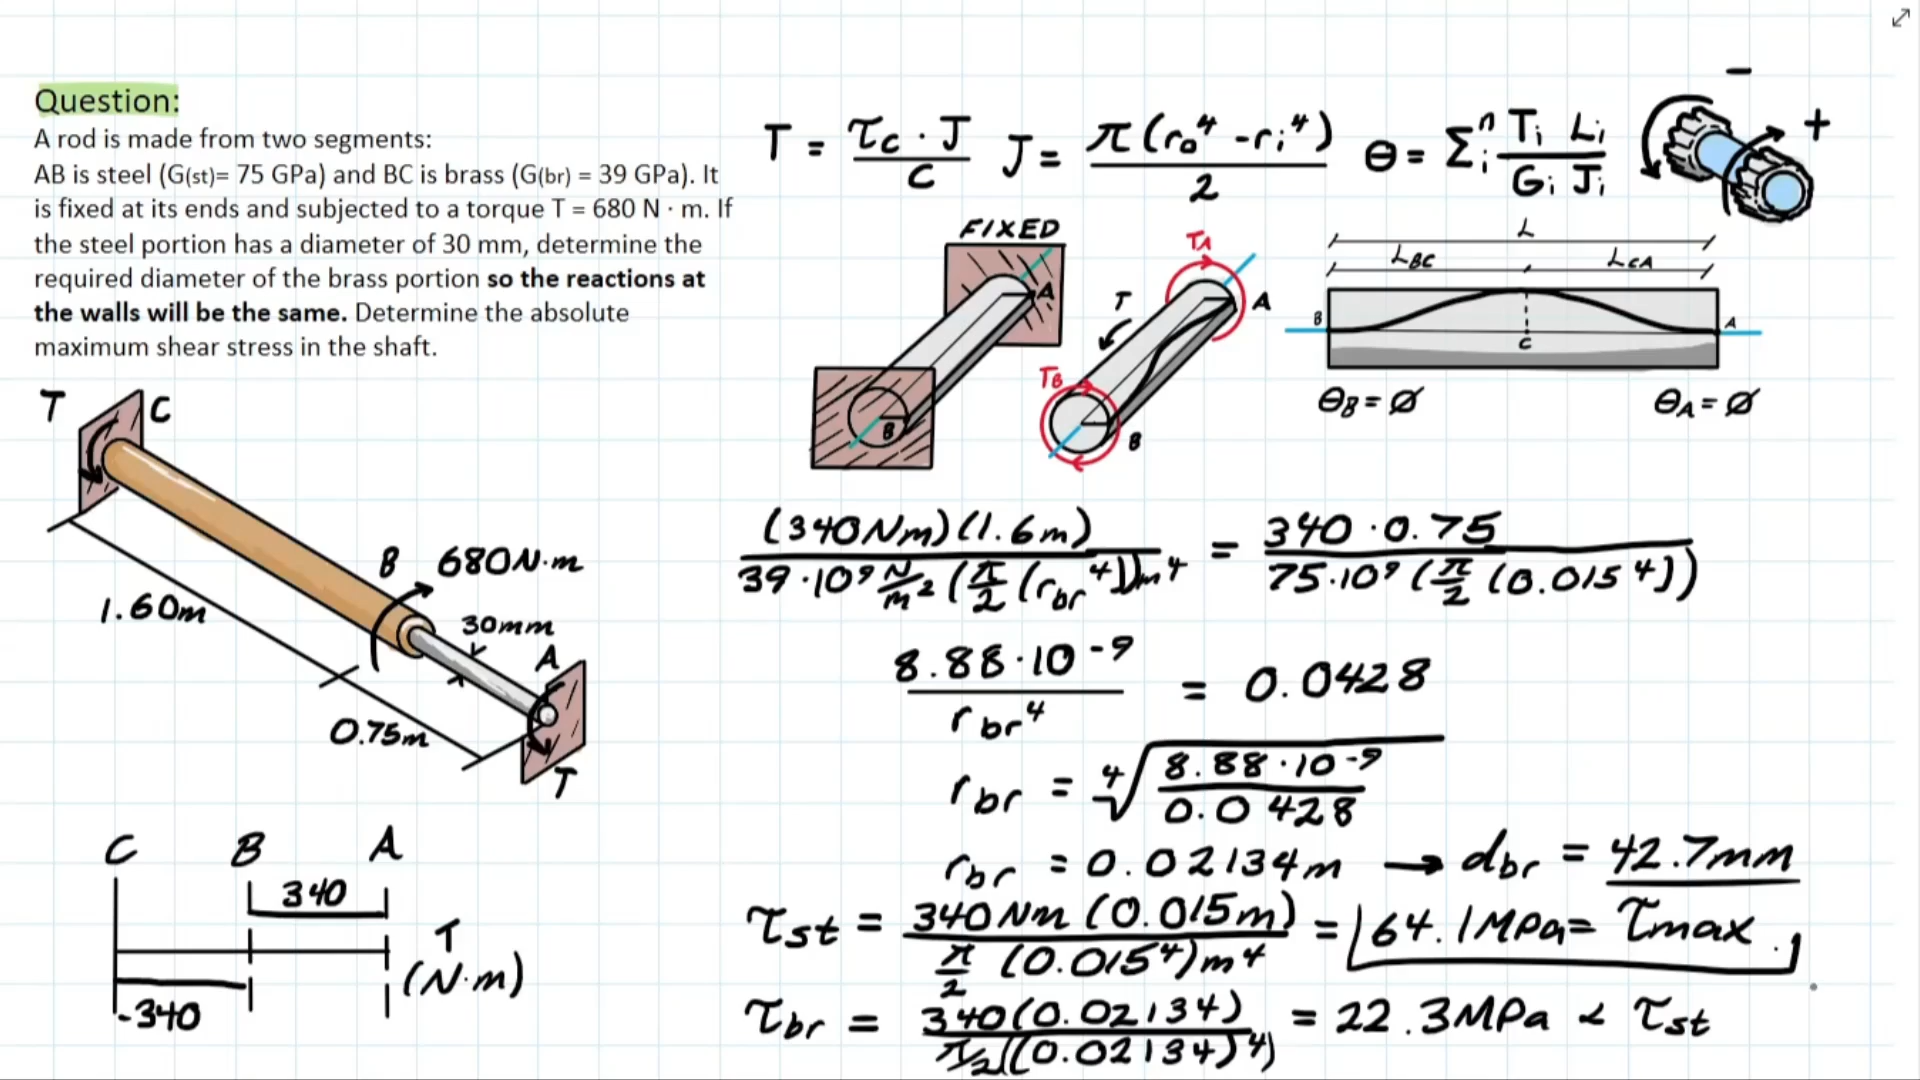 Question:
A rod is made from two segments:
AB is steel (G(st)= 75 GPa) and BC is brass (G(br) = 39 GPa). It
is fixed at its ends and subjected to a torque T = 680 N · m. If
the steel portion has a diameter of 30 mm, determine the
required diameter of the brass portion so the reactions at
the walls will be the same. Determine the absolute
maximum shear stress in the shaft.
T C
B 680N·m
1.60m
30mm
A
0.75m
T
C B A
340
T
(N·m)
-340
T = τc · J / c
J = π(ro⁴ - ri⁴) / 2
θ = Σiⁿ Ti Li / Gi Ji
- +
FIXED
A
B
TA
T
A
TB
B
L
LBC LCA
B C A
θB = Ø θA = Ø
(340Nm)(1.6m) / 39·10⁹ N/m² (π/2 (rbr⁴))m⁴ = 340·0.75 / 75·10⁹ (π/2 (0.015⁴))
8.88·10⁻⁹ / rbr⁴ = 0.0428
rbr = ⁴√(8.88·10⁻⁹ / 0.0428)
rbr = 0.02134m → dbr = 42.7mm
τst = 340Nm (0.015m) / π/2 (0.015⁴)m⁴ = 64.1MPa = τmax
τbr = 340(0.02134) / π/2((0.02134)⁴) = 22.3MPa < τst